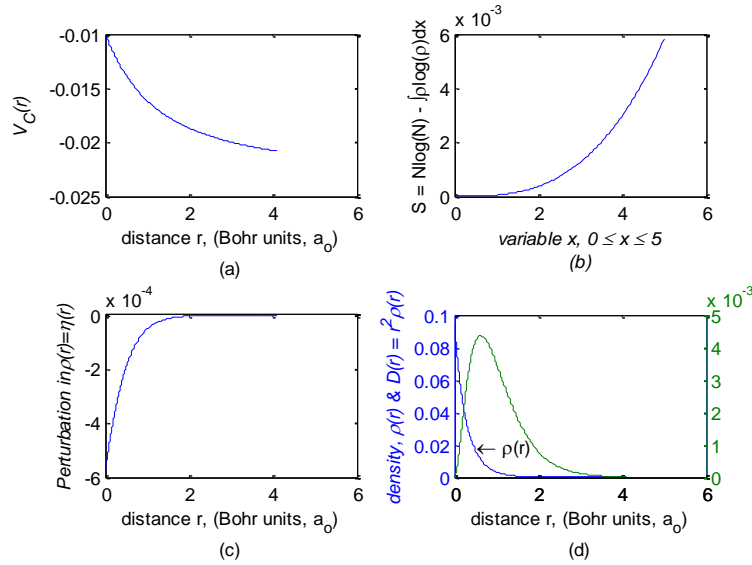 -0.01
-0.015
-0.02
-0.025
0 2 4 6
V_C(r)
distance r, (Bohr units, a_o)
(a)
x 10^-3
6
4
2
0
0 2 4 6
S = Nlog(N) - ∫ρlog(ρ)dx
variable x, 0 ≤ x ≤ 5
(b)
x 10^-4
0
-2
-4
-6
0 2 4 6
Perturbation in ρ(r)=η(r)
distance r, (Bohr units, a_o)
(c)
x 10^-3
0.1
0.08
0.06
0.04
0.02
0
5
4
3
2
1
0
0 2 4 6
density, ρ(r) & D(r) = r^2ρ(r)
← ρ(r)
distance r, (Bohr units, a_o)
(d)